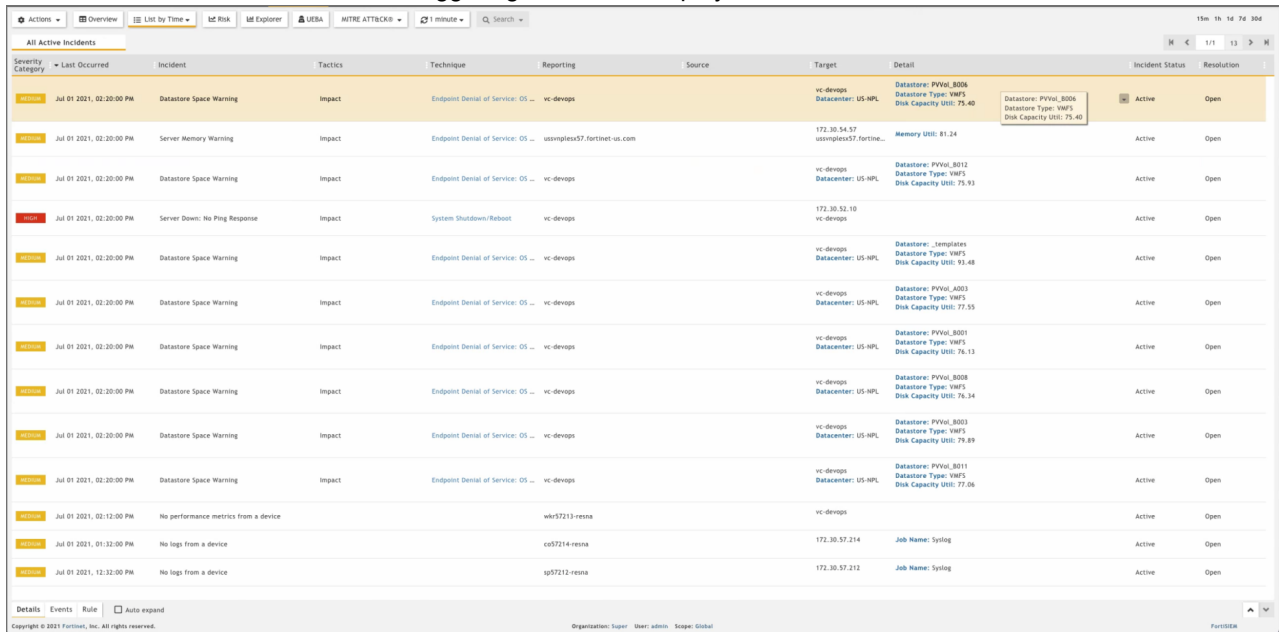 Actions Overview List by Time Risk Explorer UEBA MITRE ATT&CK® 1 minute Search 15m 1h 1d 7d 30d
All Active Incidents 1/1 13
Severity Category Last Occurred Incident Tactics Technique Reporting Source Target Detail Incident Status Resolution
MEDIUM Jul 01 2021, 02:20:00 PM Datastore Space Warning Impact Endpoint Denial of Service: OS ... vc-devops vc-devops Active Open
Datacenter: US-NPL
Datastore: PVVol_B006
Datastore Type: VMFS
Disk Capacity Util: 75.40
Datastore: PVVol_B006
Datastore Type: VMFS
Disk Capacity Util: 75.40
MEDIUM Jul 01 2021, 02:20:00 PM Server Memory Warning Impact Endpoint Denial of Service: OS ... ussvnplesx57.fortinet-us.com 172.30.54.57 Memory Util: 81.24 Active Open
ussvnplesx57.fortine...
MEDIUM Jul 01 2021, 02:20:00 PM Datastore Space Warning Impact Endpoint Denial of Service: OS ... vc-devops vc-devops Active Open
Datacenter: US-NPL
Datastore: PVVol_B012
Datastore Type: VMFS
Disk Capacity Util: 75.93
HIGH Jul 01 2021, 02:20:00 PM Server Down: No Ping Response Impact System Shutdown/Reboot vc-devops 172.30.52.10 Active Open
vc-devops
MEDIUM Jul 01 2021, 02:20:00 PM Datastore Space Warning Impact Endpoint Denial of Service: OS ... vc-devops vc-devops Active Open
Datacenter: US-NPL
Datastore: _templates
Datastore Type: VMFS
Disk Capacity Util: 93.48
MEDIUM Jul 01 2021, 02:20:00 PM Datastore Space Warning Impact Endpoint Denial of Service: OS ... vc-devops vc-devops Active Open
Datacenter: US-NPL
Datastore: PVVol_A003
Datastore Type: VMFS
Disk Capacity Util: 77.55
MEDIUM Jul 01 2021, 02:20:00 PM Datastore Space Warning Impact Endpoint Denial of Service: OS ... vc-devops vc-devops Active Open
Datacenter: US-NPL
Datastore: PVVol_B001
Datastore Type: VMFS
Disk Capacity Util: 76.13
MEDIUM Jul 01 2021, 02:20:00 PM Datastore Space Warning Impact Endpoint Denial of Service: OS ... vc-devops vc-devops Active Open
Datacenter: US-NPL
Datastore: PVVol_B008
Datastore Type: VMFS
Disk Capacity Util: 76.34
MEDIUM Jul 01 2021, 02:20:00 PM Datastore Space Warning Impact Endpoint Denial of Service: OS ... vc-devops vc-devops Active Open
Datacenter: US-NPL
Datastore: PVVol_B003
Datastore Type: VMFS
Disk Capacity Util: 79.89
MEDIUM Jul 01 2021, 02:20:00 PM Datastore Space Warning Impact Endpoint Denial of Service: OS ... vc-devops vc-devops Active Open
Datacenter: US-NPL
Datastore: PVVol_B011
Datastore Type: VMFS
Disk Capacity Util: 77.06
MEDIUM Jul 01 2021, 02:12:00 PM No performance metrics from a device wkr57213-resna vc-devops Active Open
MEDIUM Jul 01 2021, 01:32:00 PM No logs from a device co57214-resna 172.30.57.214 Job Name: Syslog Active Open
MEDIUM Jul 01 2021, 12:32:00 PM No logs from a device sp57212-resna 172.30.57.212 Job Name: Syslog Active Open
Details Events Rule Auto expand
Copyright © 2021 Fortinet, Inc. All rights reserved. Organization: Super User: admin Scope: Global FortiSIEM